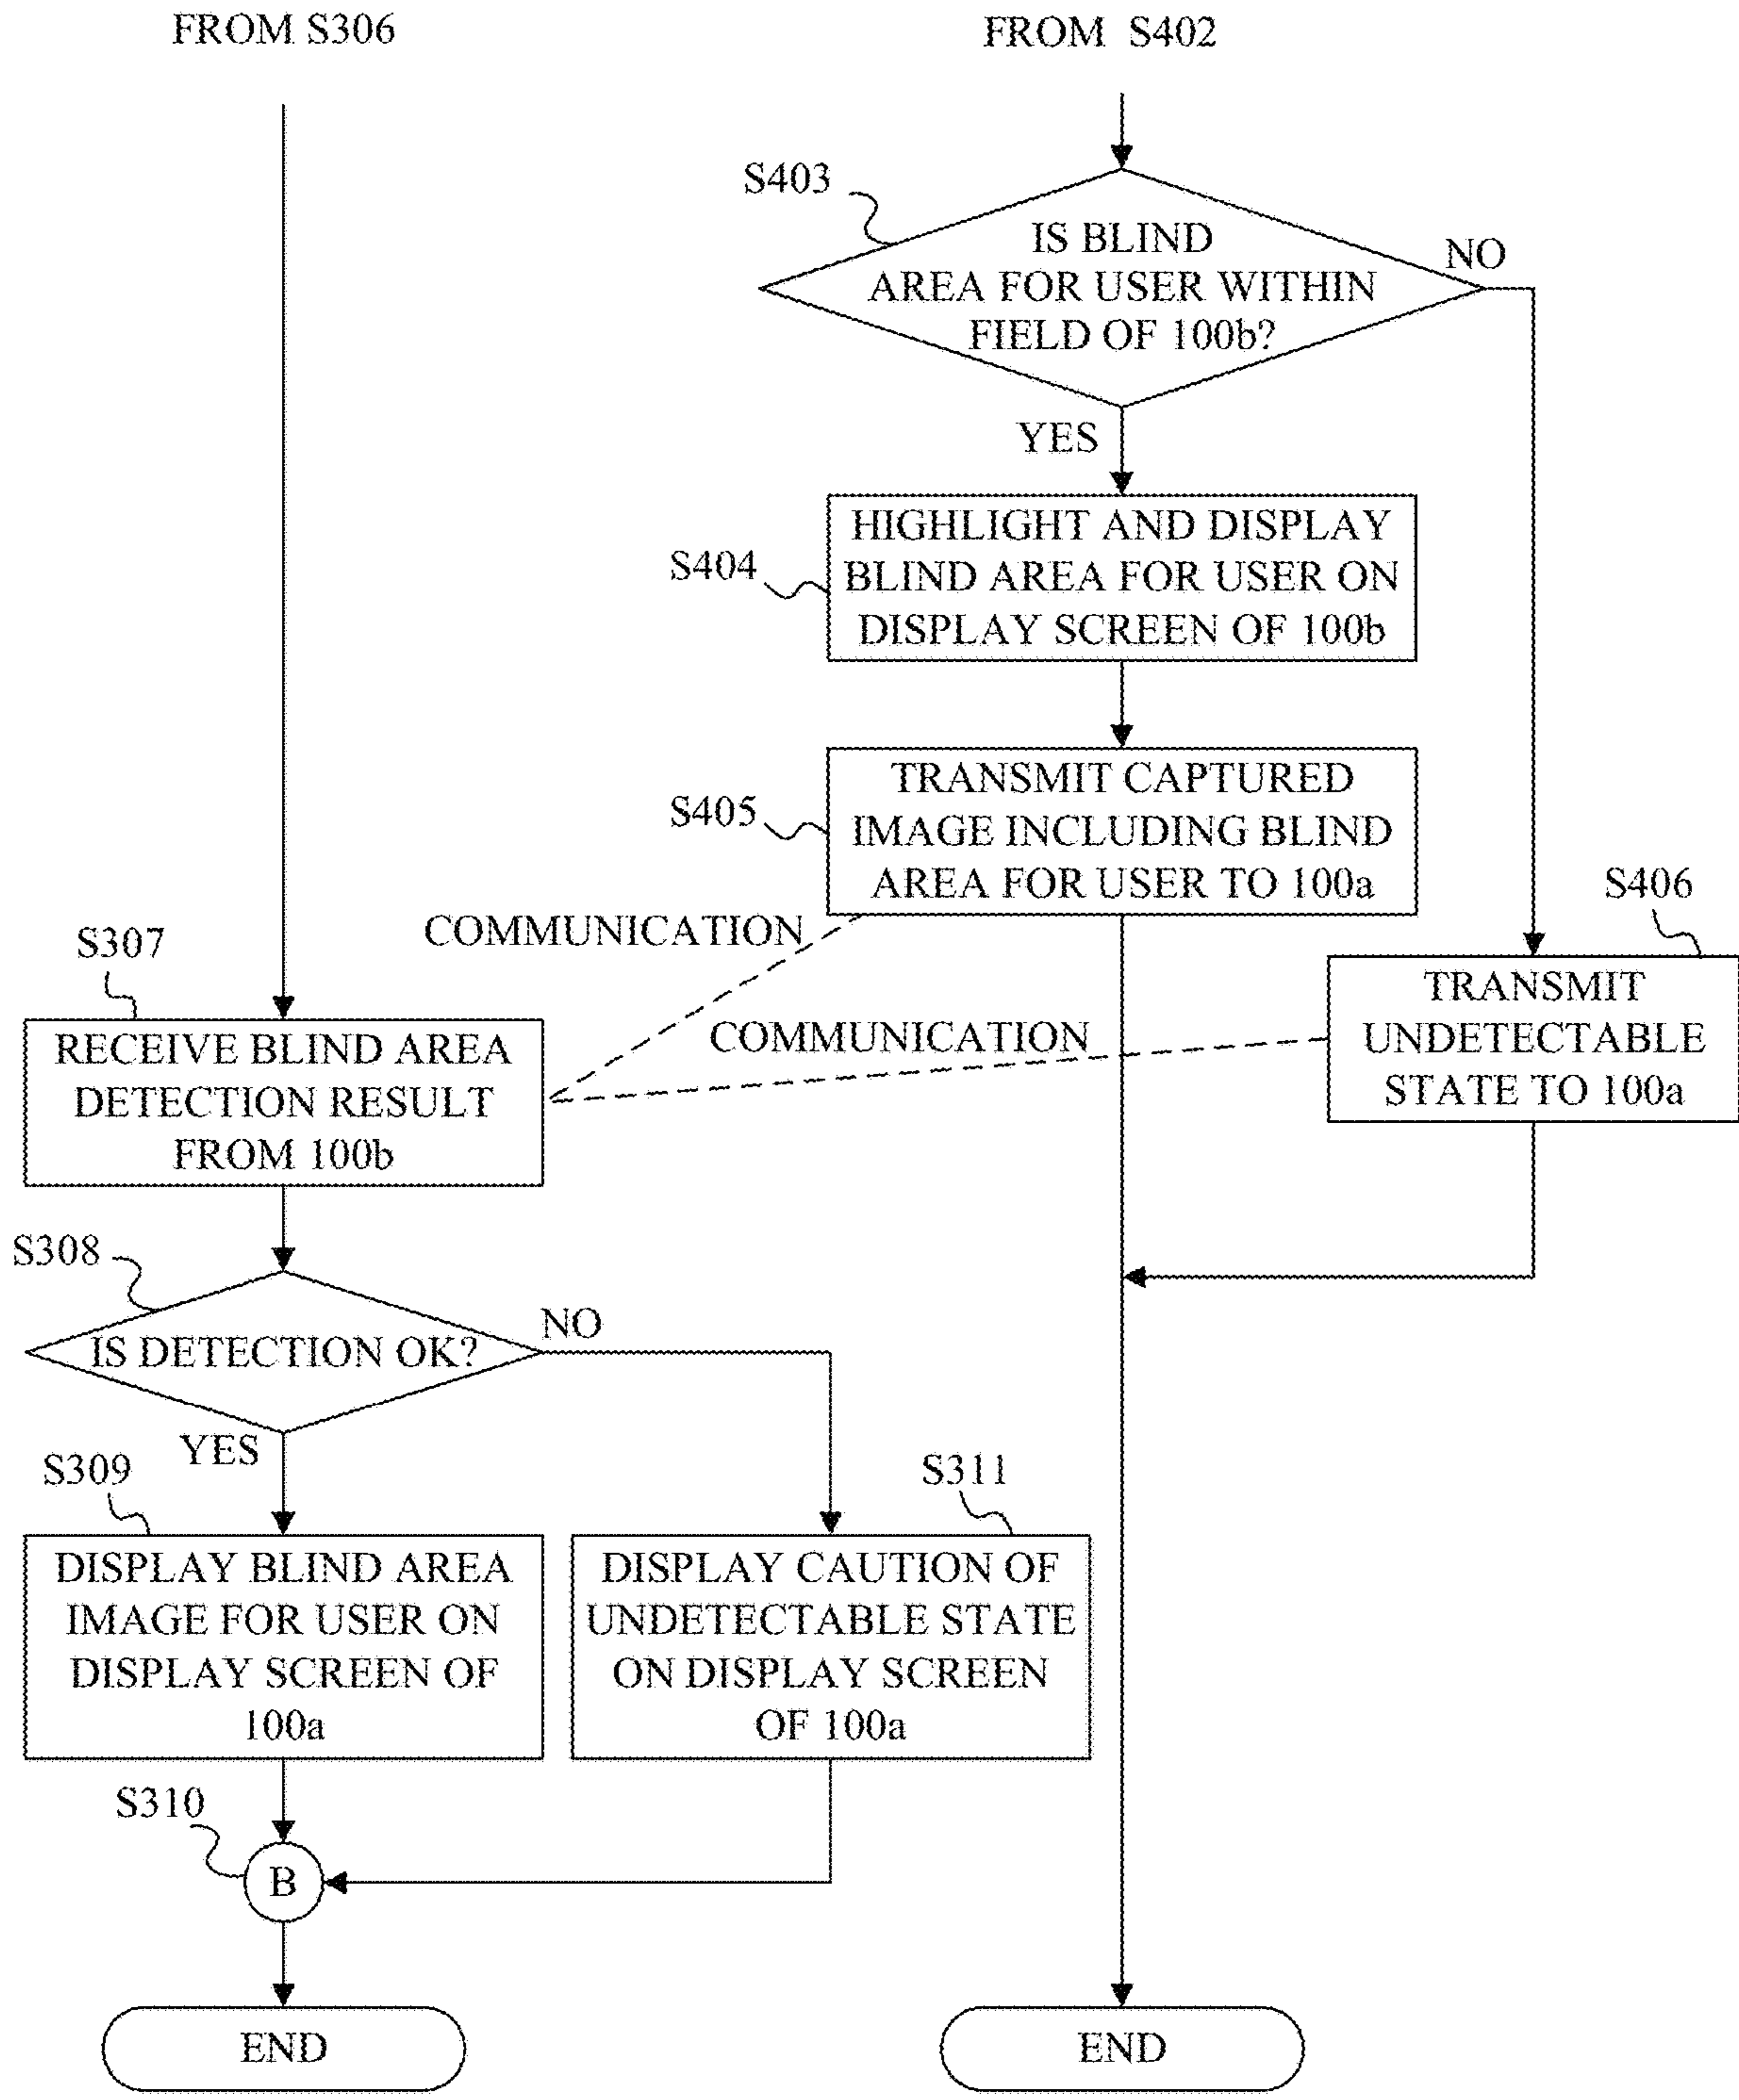 FROM S306
FROM S402
S403
IS BLIND
AREA FOR USER WITHIN
FIELD OF 100b?
NO
YES
S404
HIGHLIGHT AND DISPLAY
BLIND AREA FOR USER ON
DISPLAY SCREEN OF 100b
S405
TRANSMIT CAPTURED
IMAGE INCLUDING BLIND
AREA FOR USER TO 100a
S406
TRANSMIT
UNDETECTABLE
STATE TO 100a
COMMUNICATION
COMMUNICATION
S307
RECEIVE BLIND AREA
DETECTION RESULT
FROM 100b
S308
IS DETECTION OK?
NO
YES
S309
DISPLAY BLIND AREA
IMAGE FOR USER ON
DISPLAY SCREEN OF
100a
S311
DISPLAY CAUTION OF
UNDETECTABLE STATE
ON DISPLAY SCREEN
OF 100a
S310
B
END
END